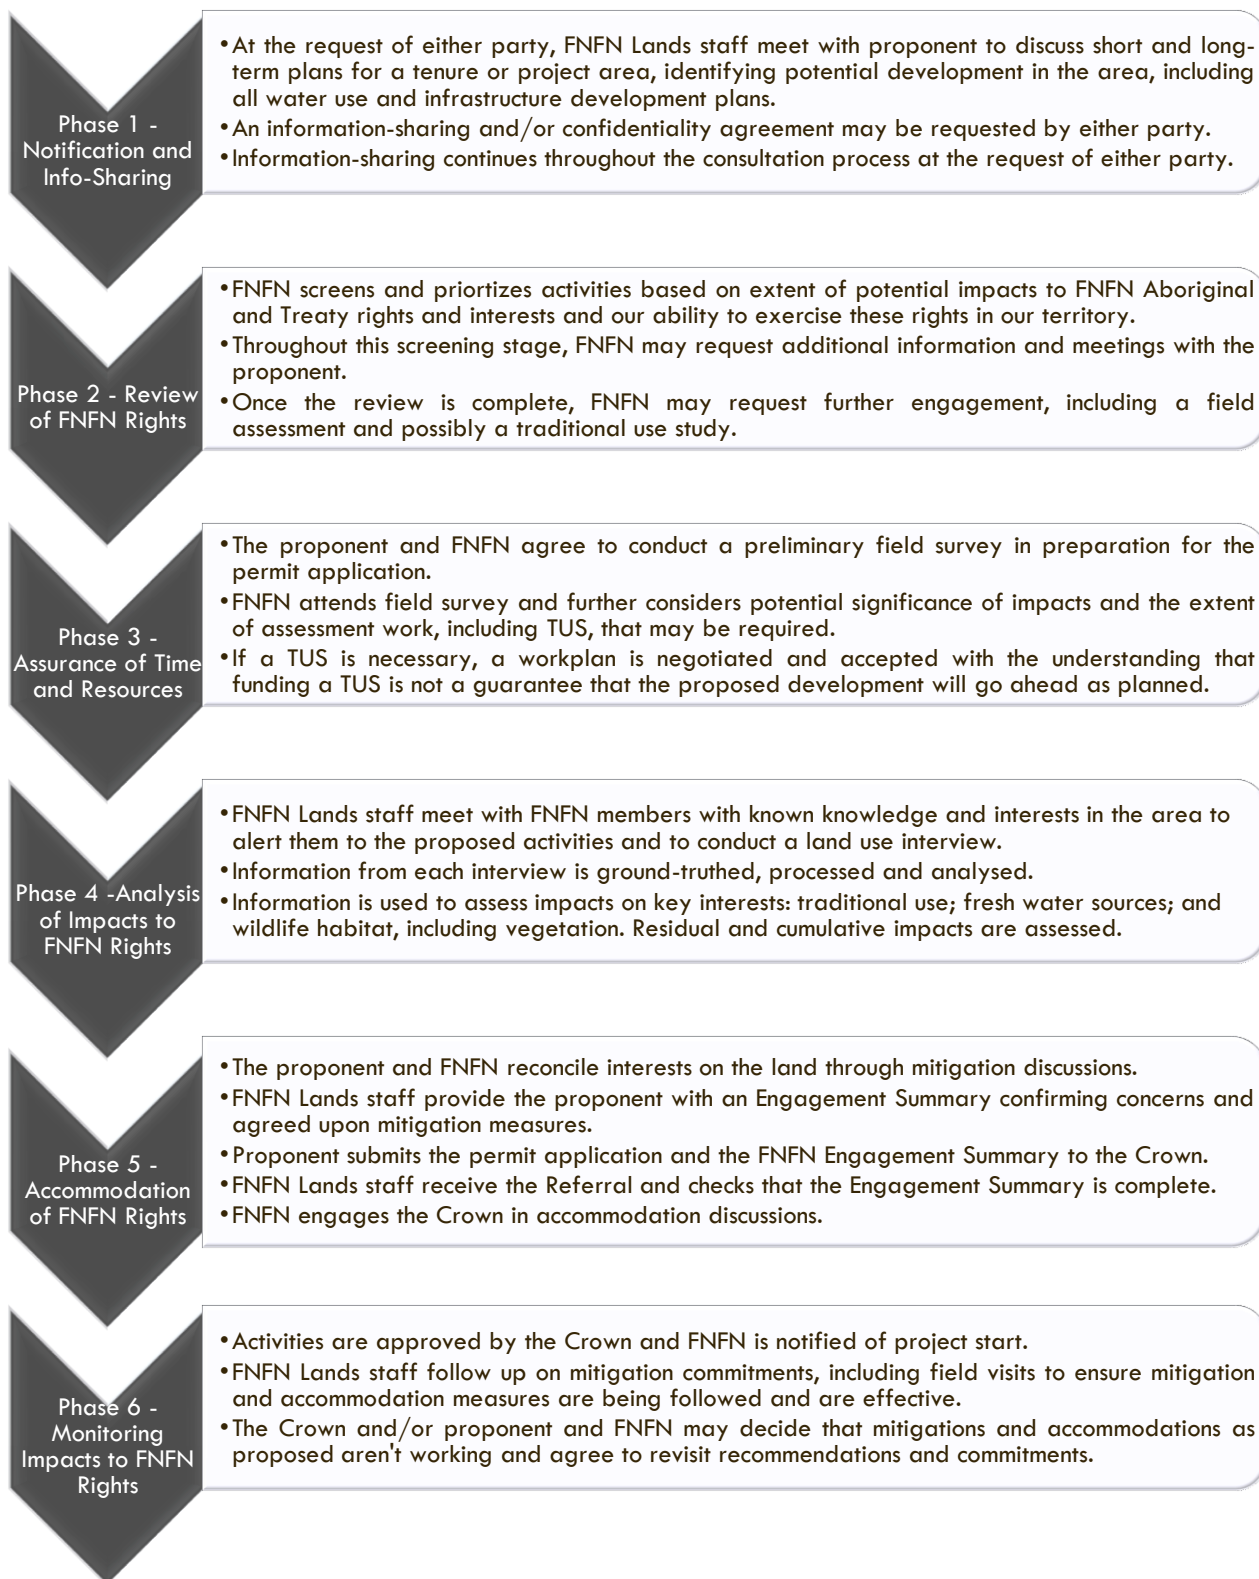 Phase 1 -
Notification and
Info-Sharing
•At the request of either party, FNFN Lands staff meet with proponent to discuss short and long-
term plans for a tenure or project area, identifying potential development in the area, including
all water use and infrastructure development plans.
•An information-sharing and/or confidentiality agreement may be requested by either party.
•Information-sharing continues throughout the consultation process at the request of either party.
Phase 2 - Review
of FNFN Rights
•FNFN screens and priortizes activities based on extent of potential impacts to FNFN Aboriginal
and Treaty rights and interests and our ability to exercise these rights in our territory.
•Throughout this screening stage, FNFN may request additional information and meetings with the
proponent.
•Once the review is complete, FNFN may request further engagement, including a field
assessment and possibly a traditional use study.
Phase 3 -
Assurance of Time
and Resources
•The proponent and FNFN agree to conduct a preliminary field survey in preparation for the
permit application.
•FNFN attends field survey and further considers potential significance of impacts and the extent
of assessment work, including TUS, that may be required.
•If a TUS is necessary, a workplan is negotiated and accepted with the understanding that
funding a TUS is not a guarantee that the proposed development will go ahead as planned.
Phase 4 -Analysis
of Impacts to
FNFN Rights
•FNFN Lands staff meet with FNFN members with known knowledge and interests in the area to
alert them to the proposed activities and to conduct a land use interview.
•Information from each interview is ground-truthed, processed and analysed.
•Information is used to assess impacts on key interests: traditional use; fresh water sources; and
wildlife habitat, including vegetation. Residual and cumulative impacts are assessed.
Phase 5 -
Accommodation
of FNFN Rights
•The proponent and FNFN reconcile interests on the land through mitigation discussions.
•FNFN Lands staff provide the proponent with an Engagement Summary confirming concerns and
agreed upon mitigation measures.
•Proponent submits the permit application and the FNFN Engagement Summary to the Crown.
•FNFN Lands staff receive the Referral and checks that the Engagement Summary is complete.
•FNFN engages the Crown in accommodation discussions.
Phase 6 -
Monitoring
Impacts to FNFN
Rights
•Activities are approved by the Crown and FNFN is notified of project start.
•FNFN Lands staff follow up on mitigation commitments, including field visits to ensure mitigation
and accommodation measures are being followed and are effective.
•The Crown and/or proponent and FNFN may decide that mitigations and accommodations as
proposed aren't working and agree to revisit recommendations and commitments.